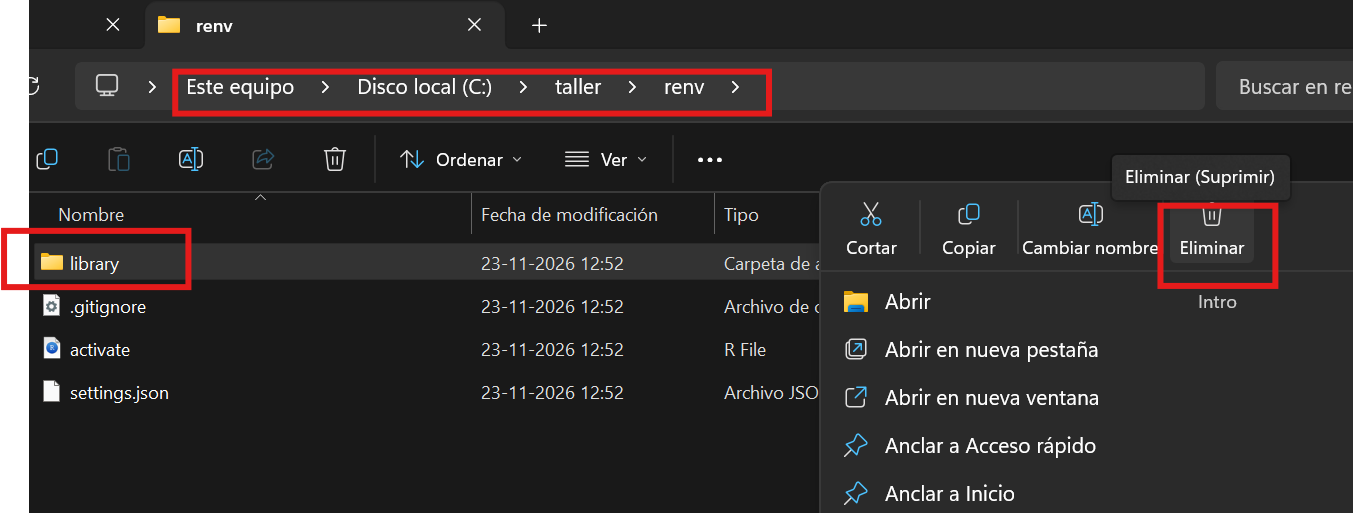 renv
Este equipo > Disco local (C:) > taller > renv >
Buscar en re
Ordenar
Ver
Eliminar (Suprimir)
Nombre
Fecha de modificación
Tipo
Cortar
Copiar
Cambiar nombre
Eliminar
library 23-11-2026 12:52 Carpeta de a
.gitignore 23-11-2026 12:52 Archivo de c
activate 23-11-2026 12:52 R File
settings.json 23-11-2026 12:52 Archivo JSO
Abrir Intro
Abrir en nueva pestaña
Abrir en nueva ventana
Anclar a Acceso rápido
Anclar a Inicio